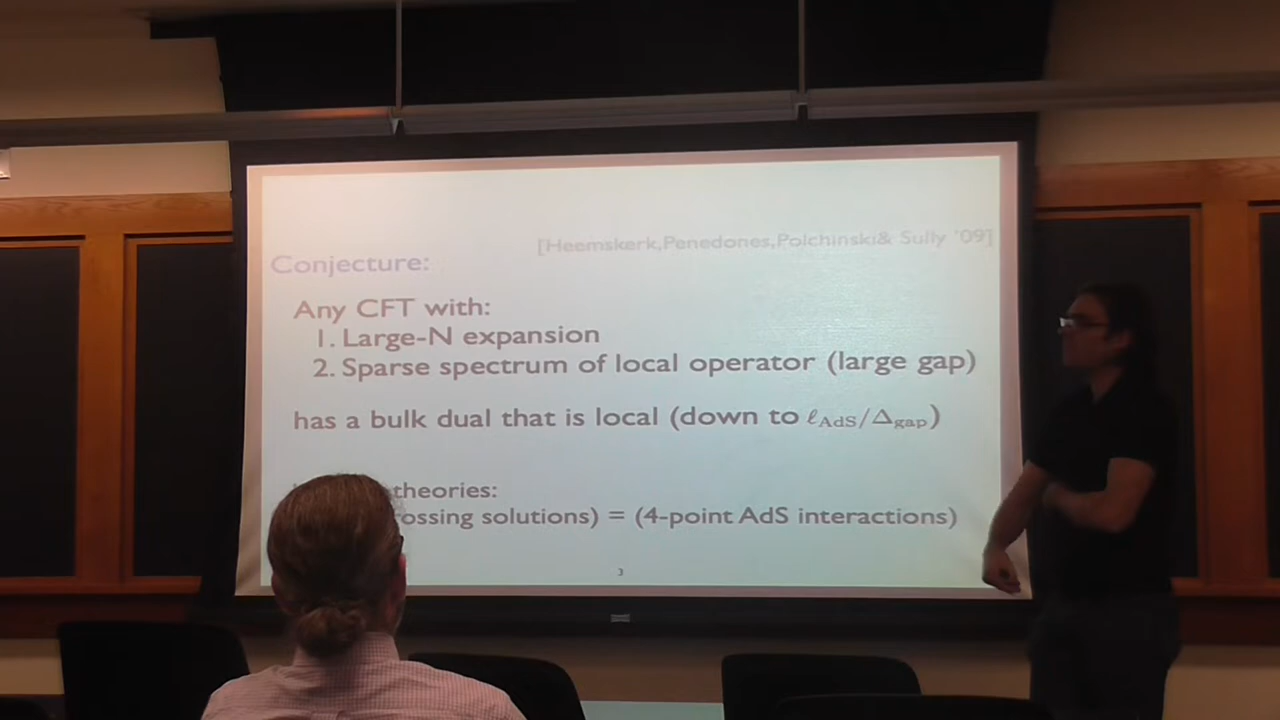 [Heemskerk,Penedones,Polchinski& Sully '09]
Conjecture:
Any CFT with:
1. Large-N expansion
2. Sparse spectrum of local operator (large gap)
has a bulk dual that is local (down to ℓAdS/Δgap)
theories:
ossing solutions) = (4-point AdS interactions)
3